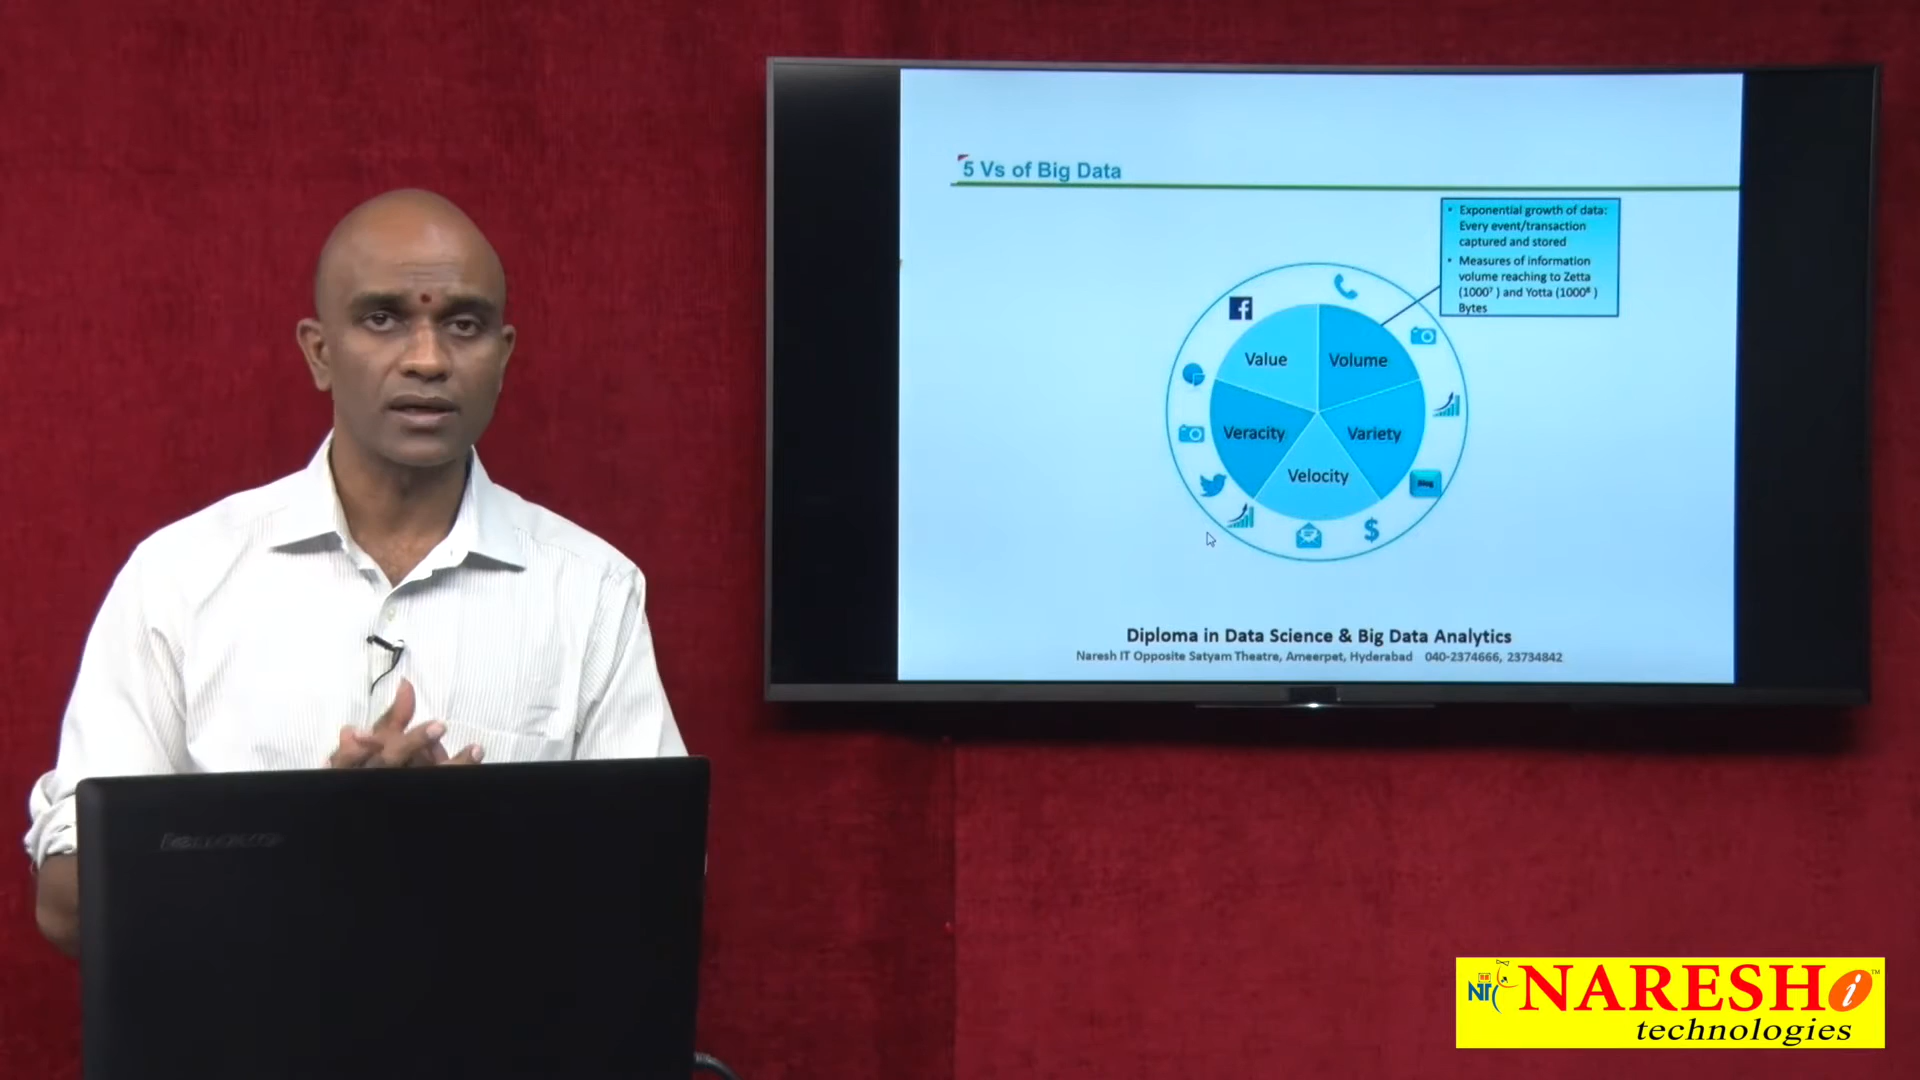 5 Vs of Big Data
• Exponential growth of data:
Every event/transaction
captured and stored
• Measures of information
volume reaching to Zetta
(1000⁷ ) and Yotta (1000⁸ )
Bytes
Value
Volume
Veracity
Variety
Velocity
$
Diploma in Data Science & Big Data Analytics
Naresh IT Opposite Satyam Theatre, Ameerpet, Hyderabad 040-2374666, 23734842
NARESH i ™
technologies